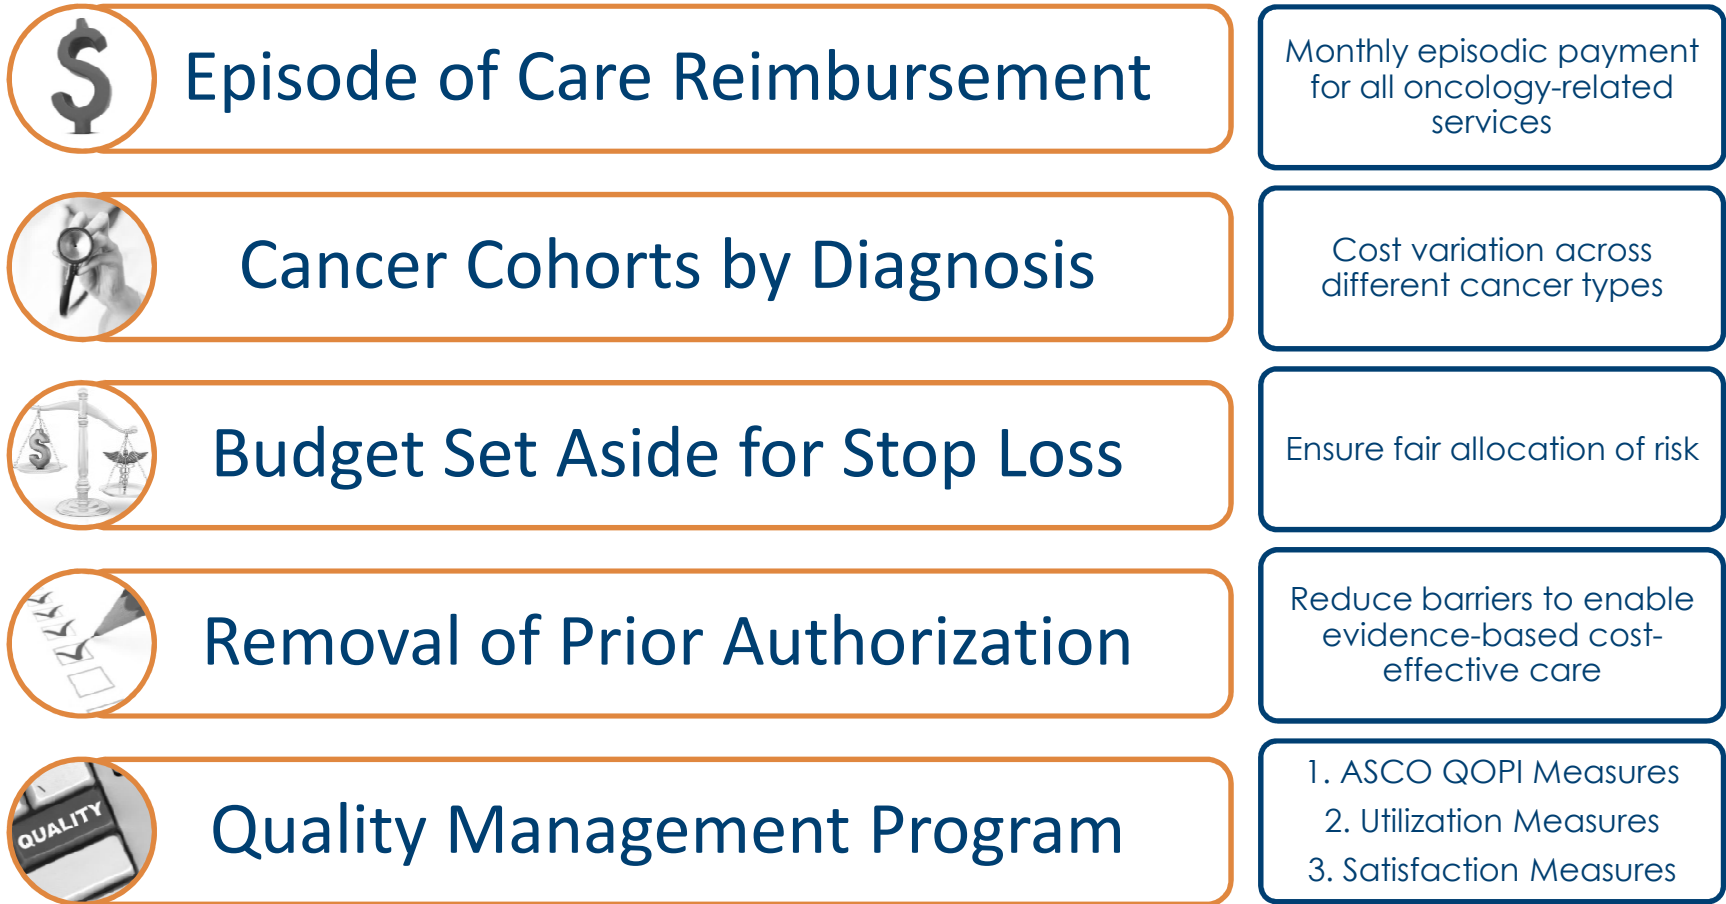 Episode of Care Reimbursement
Monthly episodic payment
for all oncology-related
services
Cancer Cohorts by Diagnosis
Cost variation across
different cancer types
Budget Set Aside for Stop Loss
Ensure fair allocation of risk
Removal of Prior Authorization
Reduce barriers to enable
evidence-based cost-
effective care
QUALITY
Quality Management Program
1. ASCO QOPI Measures
2. Utilization Measures
3. Satisfaction Measures